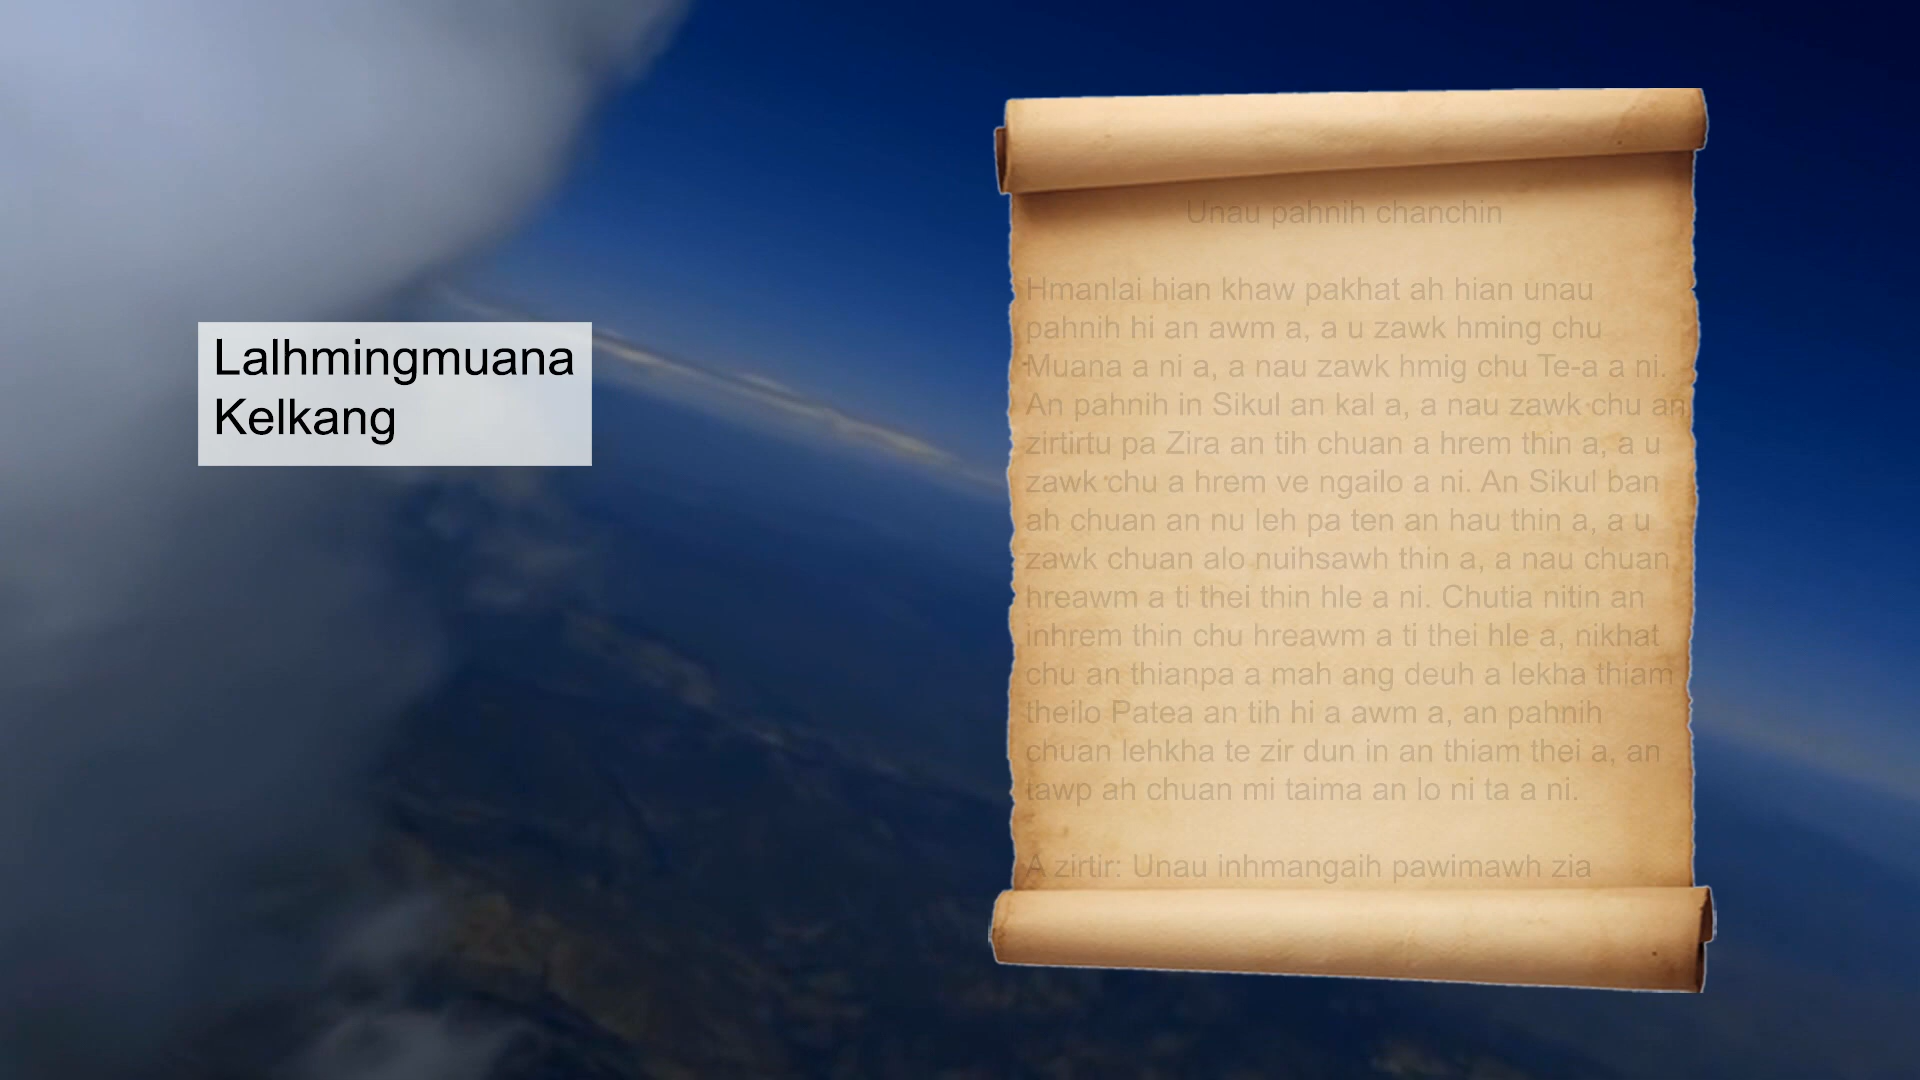 Lalhmingmuana
Kelkang
Unau pahnih chanchin
Hmanlai hian khaw pakhat ah hian unau
pahnih hi an awm a, a u zawk hming chu
Muana a ni a, a nau zawk hmig chu Te-a a ni.
An pahnih in Sikul an kal a, a nau zawk chu an
zirtirtu pa Zira an tih chuan a hrem thin a, a u
zawk chu a hrem ve ngailo a ni. An Sikul ban
ah chuan an nu leh pa ten an hau thin a, a u
zawk chuan alo nuihsawh thin a, a nau chuan
hreawm a ti thei thin hle a ni. Chutia nitin an
inhrem thin chu hreawm a ti thei hle a, nikhat
chu an thianpa a mah ang deuh a lekha thiam
theilo Patea an tih hi a awm a, an pahnih
chuan lehkha te zir dun in an thiam thei a, an
tawp ah chuan mi taima an lo ni ta a ni.
A zirtir: Unau inhmangaih pawimawh zia